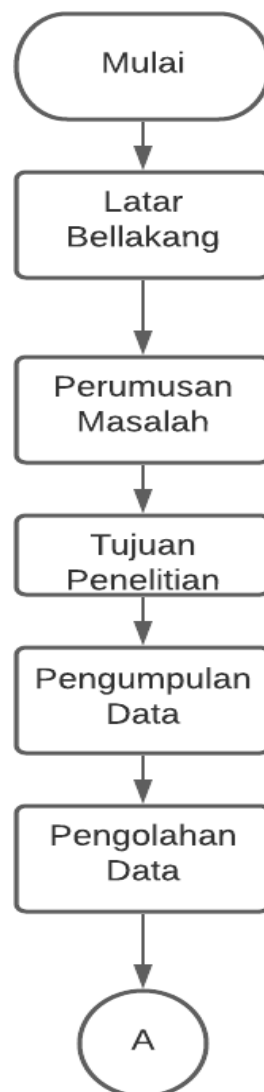 Mulai
Latar
Bellakang
Perumusan
Masalah
Tujuan
Penelitian
Pengumpulan
Data
Pengolahan
Data
A